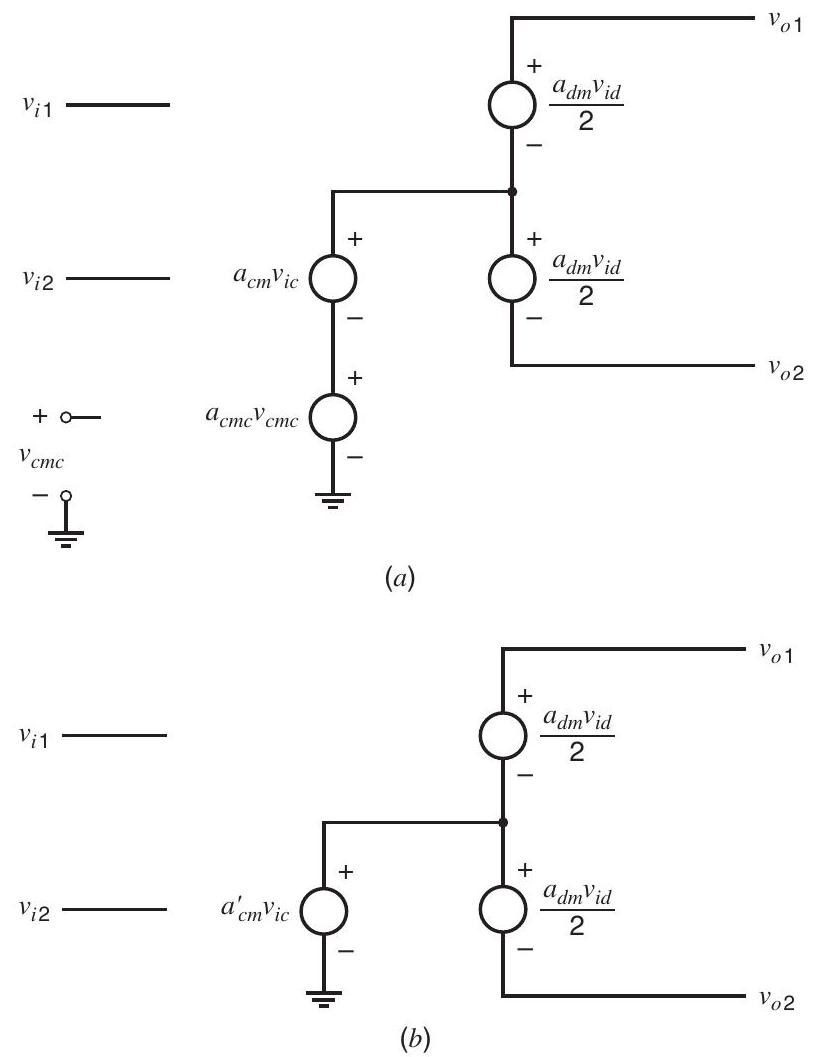 v_{o1}
+
v_{i1}
\frac{a_{dm}v_{id}}{2}
−
+ +
v_{i2}
a_{cm}v_{ic}
\frac{a_{dm}v_{id}}{2}
− −
+
+
a_{cmc}v_{cmc}
v_{o2}
v_{cmc}
−
−
(a)
v_{o1}
+
v_{i1}
\frac{a_{dm}v_{id}}{2}
−
+ +
v_{i2}
a'_{cm}v_{ic}
\frac{a_{dm}v_{id}}{2}
− −
v_{o2}
(b)